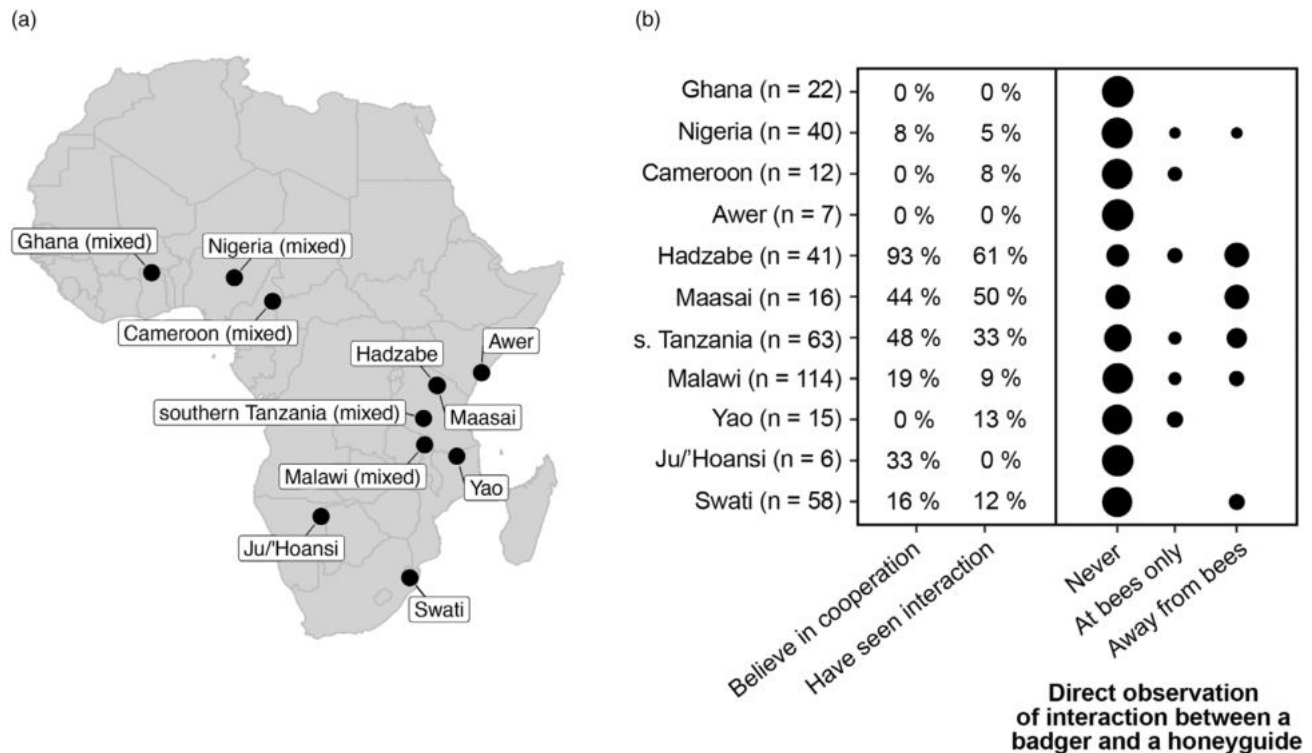 (a)
Ghana (mixed)
Nigeria (mixed)
Cameroon (mixed)
Awer
Hadzabe
southern Tanzania (mixed)
Maasai
Malawi (mixed)
Yao
Ju/'Hoansi
Swati
(b)
Ghana (n = 22) 0 % 0 %
Nigeria (n = 40) 8 % 5 %
Cameroon (n = 12) 0 % 8 %
Awer (n = 7) 0 % 0 %
Hadzabe (n = 41) 93 % 61 %
Maasai (n = 16) 44 % 50 %
s. Tanzania (n = 63) 48 % 33 %
Malawi (n = 114) 19 % 9 %
Yao (n = 15) 0 % 13 %
Ju/'Hoansi (n = 6) 33 % 0 %
Swati (n = 58) 16 % 12 %
Believe in cooperation
Have seen interaction
Never
At bees only
Away from bees
Direct observation
of interaction between a
badger and a honeyguide